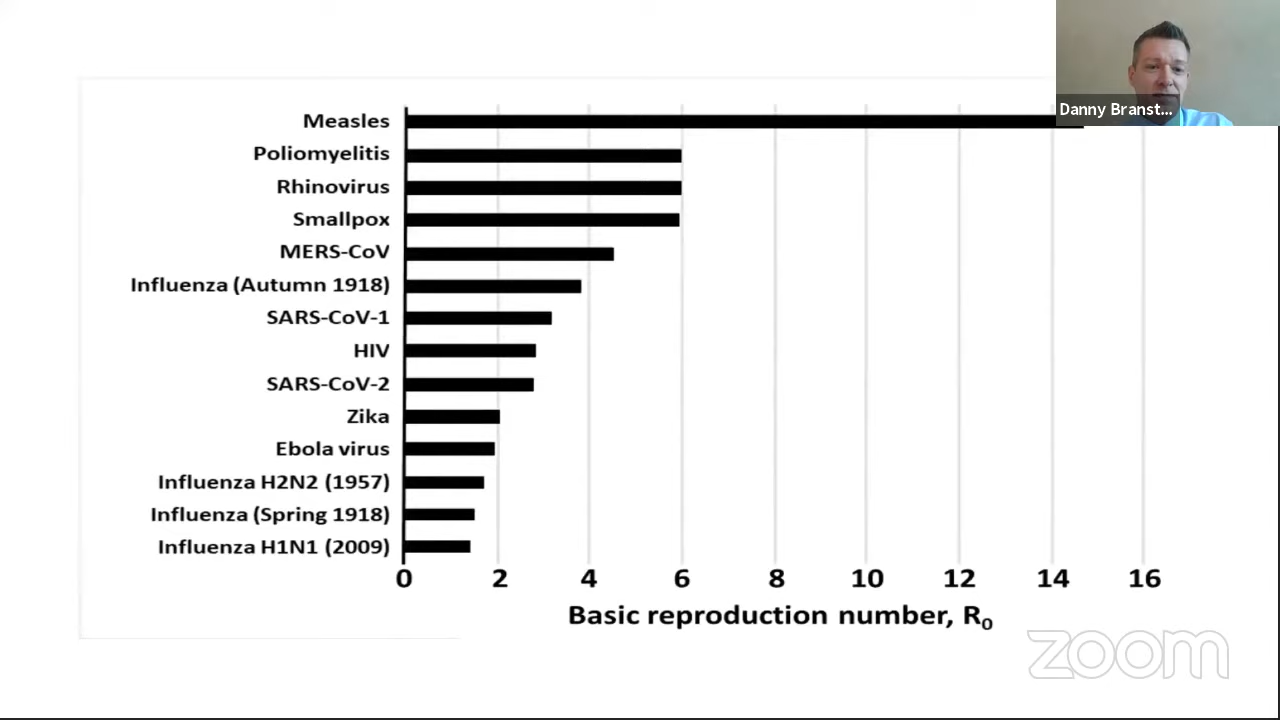 Danny Branst...
Measles
Poliomyelitis
Rhinovirus
Smallpox
MERS-CoV
Influenza (Autumn 1918)
SARS-CoV-1
HIV
SARS-CoV-2
Zika
Ebola virus
Influenza H2N2 (1957)
Influenza (Spring 1918)
Influenza H1N1 (2009)
0 2 4 6 8 10 12 14 16
Basic reproduction number, R₀
zoom